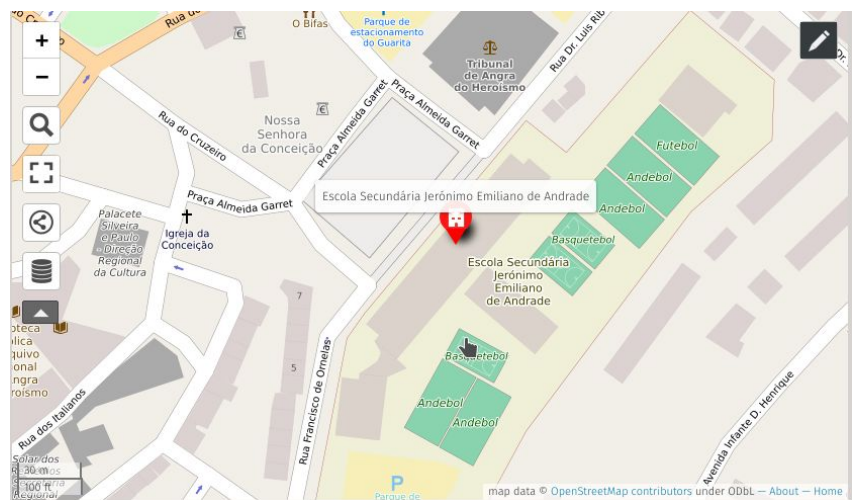 O Bifas
Parque de
estacionamento
do Guarita
Tribunal
de Angra
do Heroísmo
Rua Dr. Luís Rib
Praça Almeida Garret
Praça Almeida Garret
Rua do Cruzeiro
Nossa
Senhora
da Conceição
Futebol
Andebol
Andebol
Escola Secundária Jerónimo Emiliano de Andrade
Praça Almeida Garret
Palacete
Silveira
e Paulo
- Direção
Regional
da Cultura
Igreja da
Conceição
Basquetebol
Escola Secundária
Jerónimo
Emiliano
de Andrade
7
5
Basquetebol
Andebol
Andebol
Rua Francisco de Ornelas
Rua dos Italianos
Avenida Infante D. Henrique
Solar dos
30 m
100 ft
P
Parque de
map data © OpenStreetMap contributors under ODbL — About — Home